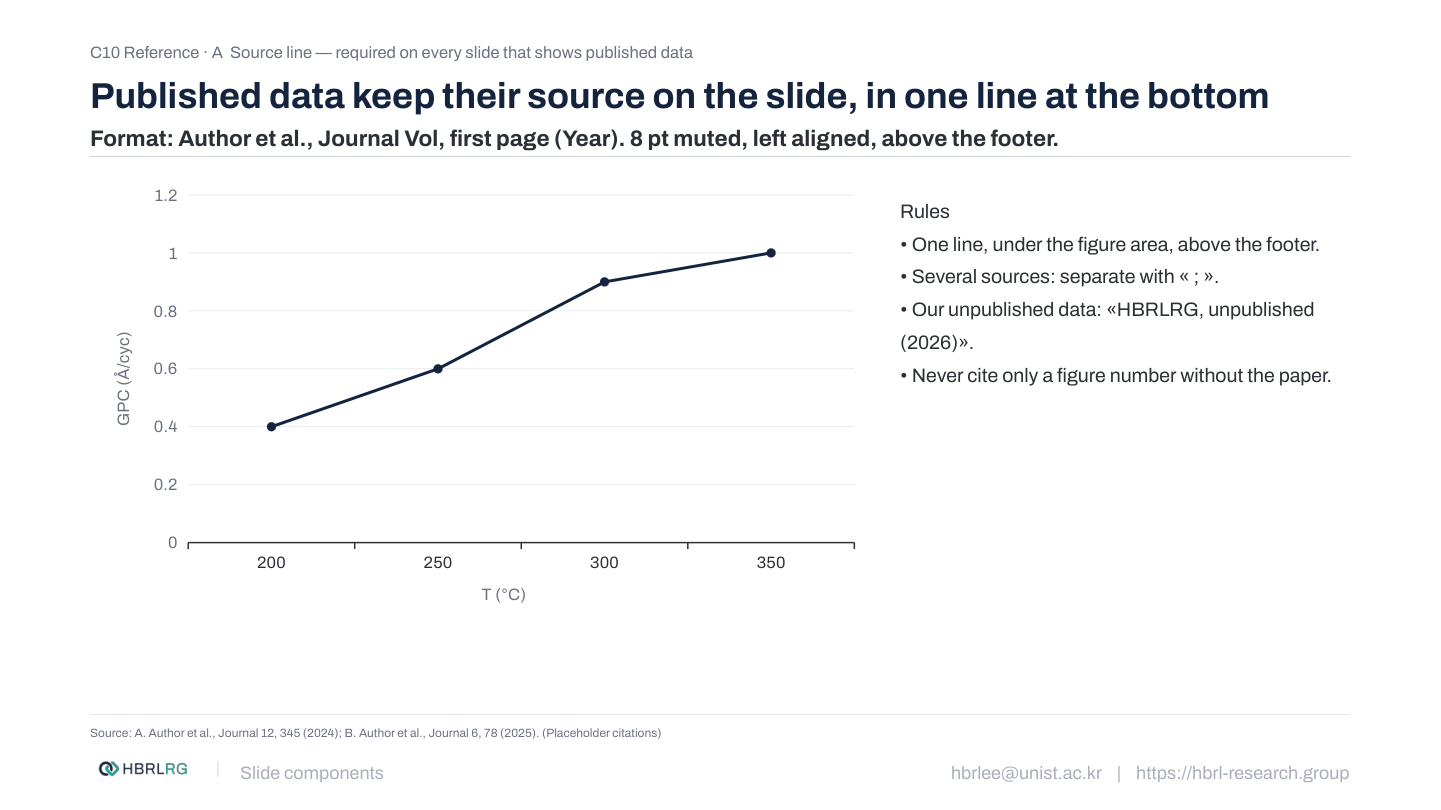 C10 Reference · A  Source line — required on every slide that shows published data
Published data keep their source on the slide, in one line at the bottom
Format: Author et al., Journal Vol, first page (Year). 8 pt muted, left aligned, above the footer.
1.2
1
0.8
0.6
0.4
0.2
0
GPC (Å/cyc)
200
250
300
350
T (°C)
Rules
• One line, under the figure area, above the footer.
• Several sources: separate with « ; ».
• Our unpublished data: «HBRLRG, unpublished
(2026)».
• Never cite only a figure number without the paper.
Source: A. Author et al., Journal 12, 345 (2024); B. Author et al., Journal 6, 78 (2025). (Placeholder citations)
HBRLRG | Slide components
hbrlee@unist.ac.kr | https://hbrl-research.group